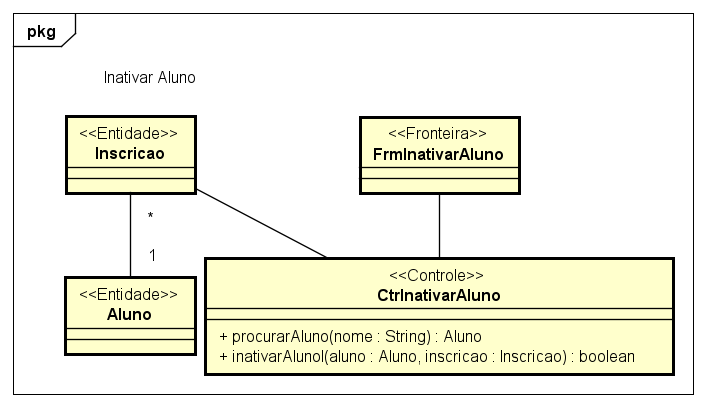 pkg
Inativar Aluno
<<Entidade>>
Inscricao
<<Fronteira>>
FrmInativarAluno
*
1
<<Entidade>>
Aluno
<<Controle>>
CtrlnativarAluno
+ procurarAluno(nome : String) : Aluno
+ inativarAlunol(aluno : Aluno, inscricao : Inscricao) : boolean